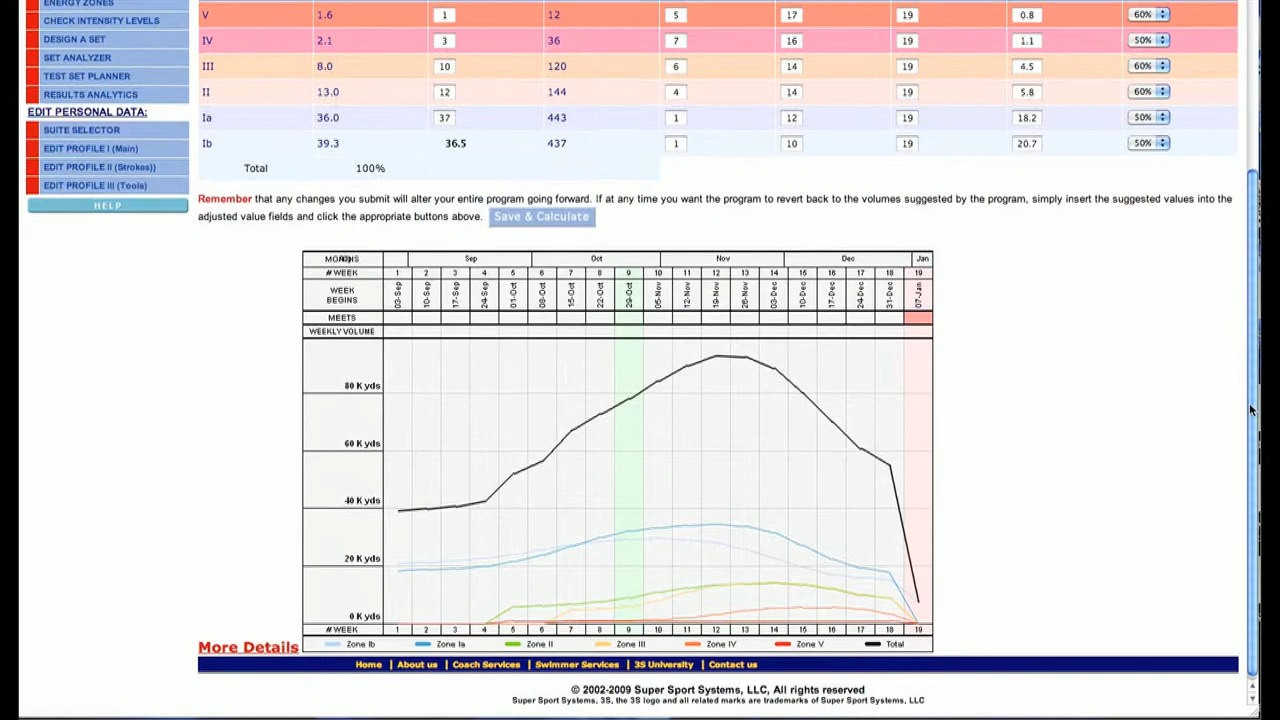 ENERGY ZONES
CHECK INTENSITY LEVELS
DESIGN A SET
SET ANALYZER
TEST SET PLANNER
RESULTS ANALYTICS
EDIT PERSONAL DATA:
SUITE SELECTOR
EDIT PROFILE I (Main)
EDIT PROFILE II (Strokes))
EDIT PROFILE III (Tools)
HELP
V 1.6 1 12 5 17 19 0.8 60%
IV 2.1 3 36 7 16 19 1.1 50%
III 8.0 10 120 6 14 19 4.5 60%
II 13.0 12 144 4 14 19 5.8 60%
Ia 36.0 37 443 1 12 19 18.2 50%
Ib 39.3 36.5 437 1 10 19 20.7 50%
Total 100%
Remember that any changes you submit will alter your entire program going forward. If at any time you want the program to revert back to the volumes suggested by the program, simply insert the suggested values into the
adjusted value fields and click the appropriate buttons above. Save & Calculate
Sep Oct Nov Dec Jan
# WEEK 1 2 3 4 5 6 7 8 9 10 11 12 13 14 15 16 17 18 19
WEEK BEGINS 03-Sep 10-Sep 17-Sep 24-Sep 01-Oct 08-Oct 15-Oct 22-Oct 29-Oct 05-Nov 12-Nov 19-Nov 26-Nov 03-Dec 10-Dec 17-Dec 24-Dec 31-Dec 07-Jan
MEETS
WEEKLY VOLUME
80 K yds
60 K yds
40 K yds
20 K yds
0 K yds
# WEEK 1 2 3 4 5 6 7 8 9 10 11 12 13 14 15 16 17 18 19
More Details
Zone Ib Zone Ia Zone II Zone III Zone IV Zone V Total
Home | About us | Coach Services | Swimmer Services | 3S University | Contact us
© 2002-2009 Super Sport Systems, LLC, All rights reserved
Super Sport Systems, 3S, the 3S logo and all related marks are trademarks of Super Sport Systems, LLC